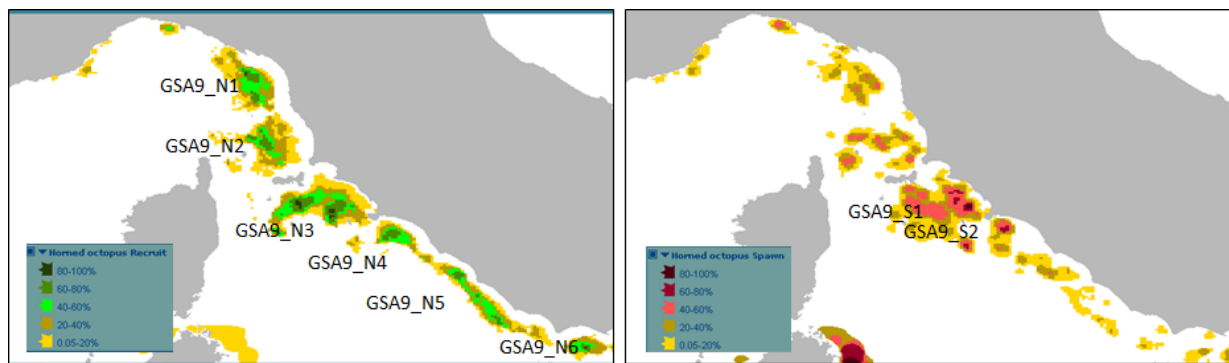 GSA9_N1
GSA9_N2
GSA9_N3
GSA9_N4
GSA9_N5
GSA9_N6
Horned octopus Recruit
80-100%
60-80%
40-60%
20-40%
0.05-20%
GSA9_S1
GSA9_S2
Horned octopus Spawn
80-100%
60-80%
40-60%
20-40%
0.05-20%